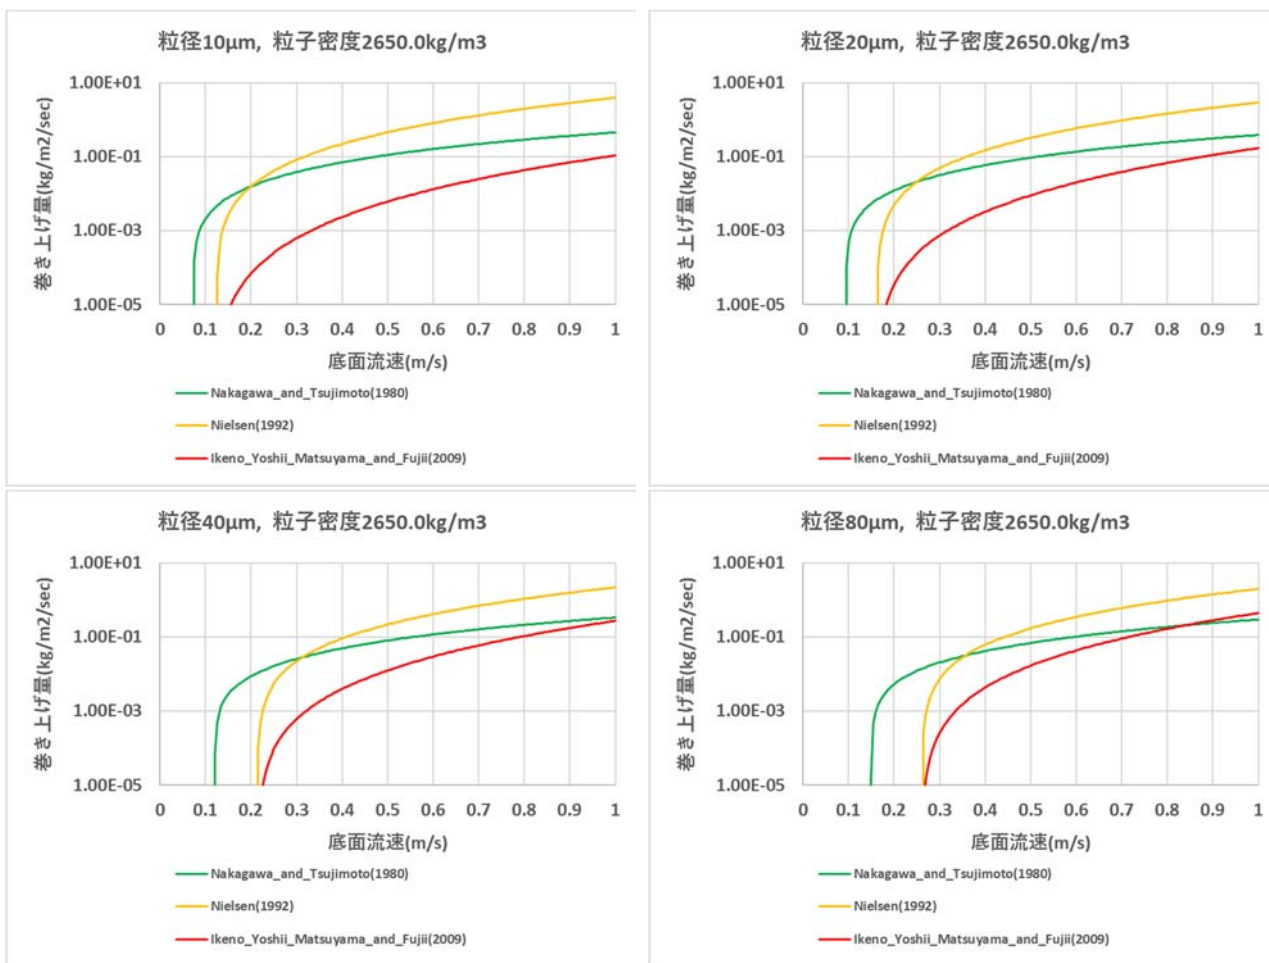 粒径10μm, 粒子密度2650.0kg/m3
巻き上げ量(kg/m2/sec)
1.00E+01
1.00E-01
1.00E-03
1.00E-05
0 0.1 0.2 0.3 0.4 0.5 0.6 0.7 0.8 0.9 1
底面流速(m/s)
Nakagawa_and_Tsujimoto(1980)
Nielsen(1992)
Ikeno_Yoshii_Matsuyama_and_Fujii(2009)
粒径20μm, 粒子密度2650.0kg/m3
巻き上げ量(kg/m2/sec)
1.00E+01
1.00E-01
1.00E-03
1.00E-05
0 0.1 0.2 0.3 0.4 0.5 0.6 0.7 0.8 0.9 1
底面流速(m/s)
Nakagawa_and_Tsujimoto(1980)
Nielsen(1992)
Ikeno_Yoshii_Matsuyama_and_Fujii(2009)
粒径40μm, 粒子密度2650.0kg/m3
巻き上げ量(kg/m2/sec)
1.00E+01
1.00E-01
1.00E-03
1.00E-05
0 0.1 0.2 0.3 0.4 0.5 0.6 0.7 0.8 0.9 1
底面流速(m/s)
Nakagawa_and_Tsujimoto(1980)
Nielsen(1992)
Ikeno_Yoshii_Matsuyama_and_Fujii(2009)
粒径80μm, 粒子密度2650.0kg/m3
巻き上げ量(kg/m2/sec)
1.00E+01
1.00E-01
1.00E-03
1.00E-05
0 0.1 0.2 0.3 0.4 0.5 0.6 0.7 0.8 0.9 1
底面流速(m/s)
Nakagawa_and_Tsujimoto(1980)
Nielsen(1992)
Ikeno_Yoshii_Matsuyama_and_Fujii(2009)